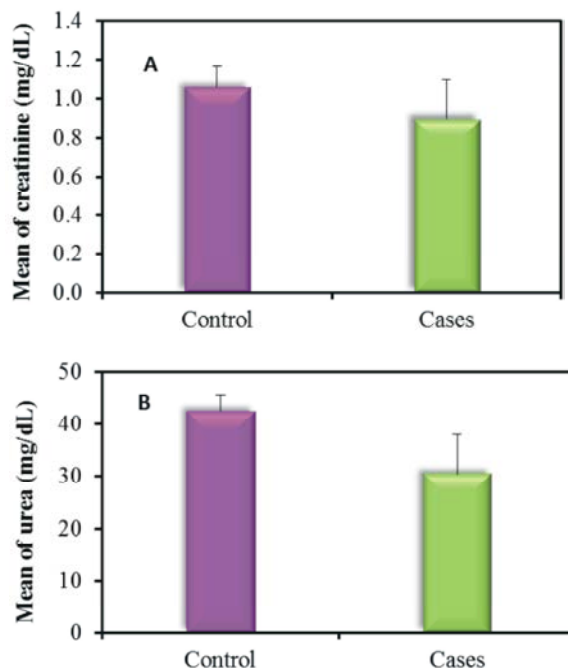 Mean of creatinine (mg/dL)
1.4
1.2
1.0
0.8
0.6
0.4
0.2
0.0
A
Control Cases
Mean of urea (mg/dL)
50
40
30
20
10
0
B
Control Cases